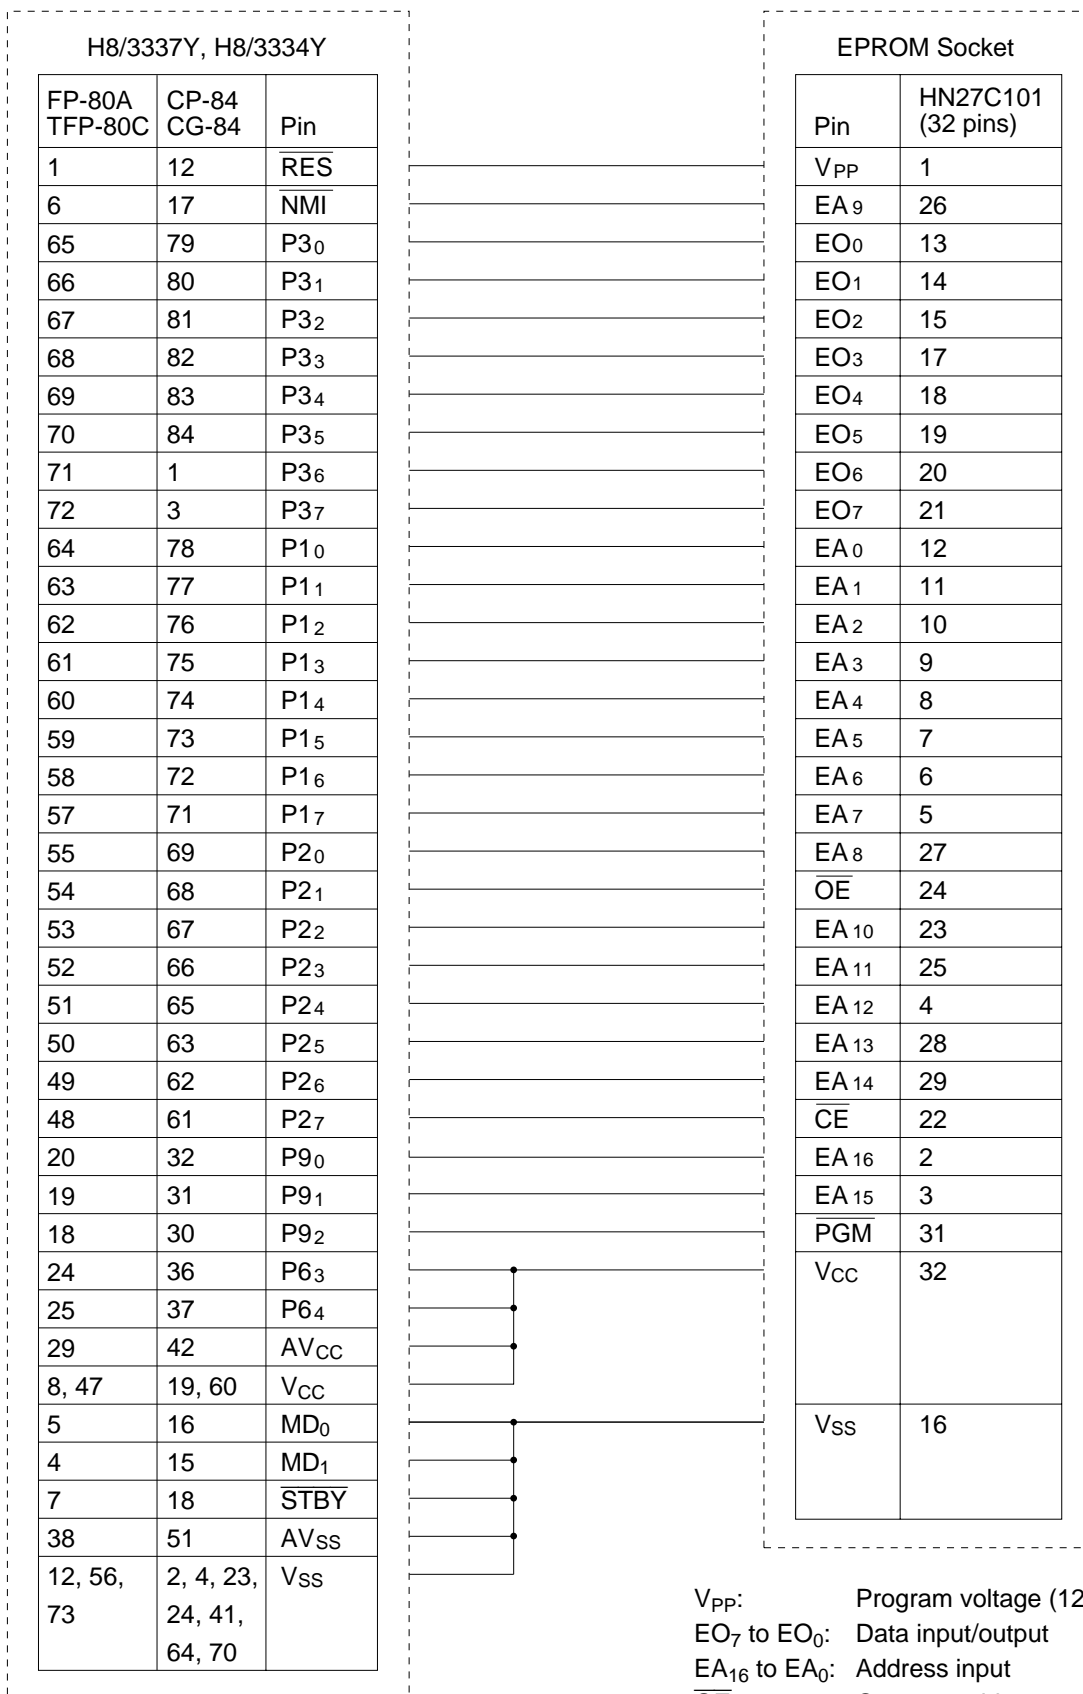 H8/3337Y, H8/3334Y EPROM Socket
FP-80A TFP-80C CP-84 CG-84 Pin Pin HN27C101 (32 pins)
1 12 R̅E̅S̅ VPP 1
6 17 N̅M̅I̅ EA9 26
65 79 P30 EO0 13
66 80 P31 EO1 14
67 81 P32 EO2 15
68 82 P33 EO3 17
69 83 P34 EO4 18
70 84 P35 EO5 19
71 1 P36 EO6 20
72 3 P37 EO7 21
64 78 P10 EA0 12
63 77 P11 EA1 11
62 76 P12 EA2 10
61 75 P13 EA3 9
60 74 P14 EA4 8
59 73 P15 EA5 7
58 72 P16 EA6 6
57 71 P17 EA7 5
55 69 P20 EA8 27
54 68 P21 O̅E̅ 24
53 67 P22 EA10 23
52 66 P23 EA11 25
51 65 P24 EA12 4
50 63 P25 EA13 28
49 62 P26 EA14 29
48 61 P27 C̅E̅ 22
20 32 P90 EA16 2
19 31 P91 EA15 3
18 30 P92 P̅G̅M̅ 31
24 36 P63 VCC 32
25 37 P64
29 42 AVCC
8, 47 19, 60 VCC
5 16 MD0 VSS 16
4 15 MD1
7 18 S̅T̅B̅Y̅
38 51 AVSS
12, 56, 2, 4, 23, VSS
73 24, 41,
64, 70
VPP: Program voltage (12
EO7 to EO0: Data input/output
EA16 to EA0: Address input